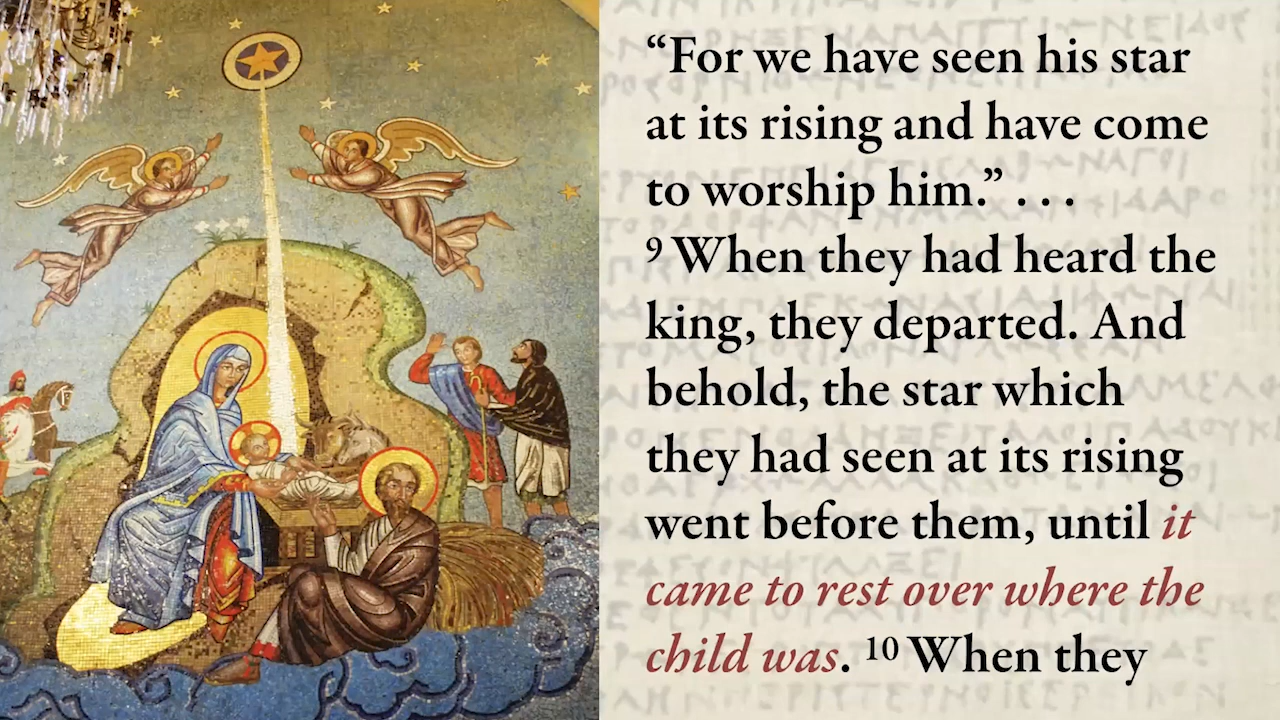 “For we have seen his star
at its rising and have come
to worship him.” . . .
⁹ When they had heard the
king, they departed. And
behold, the star which
they had seen at its rising
went before them, until it
came to rest over where the
child was. ¹⁰ When they